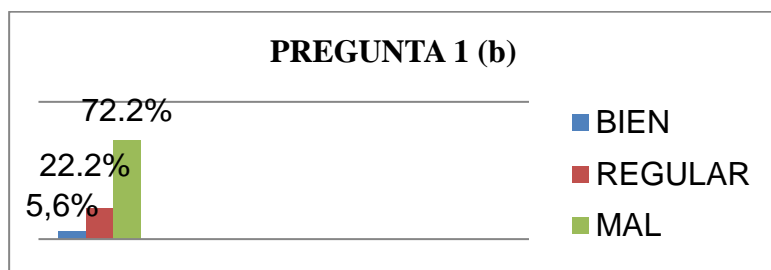 PREGUNTA 1 (b)
72.2%
22.2%
5,6%
BIEN
REGULAR
MAL